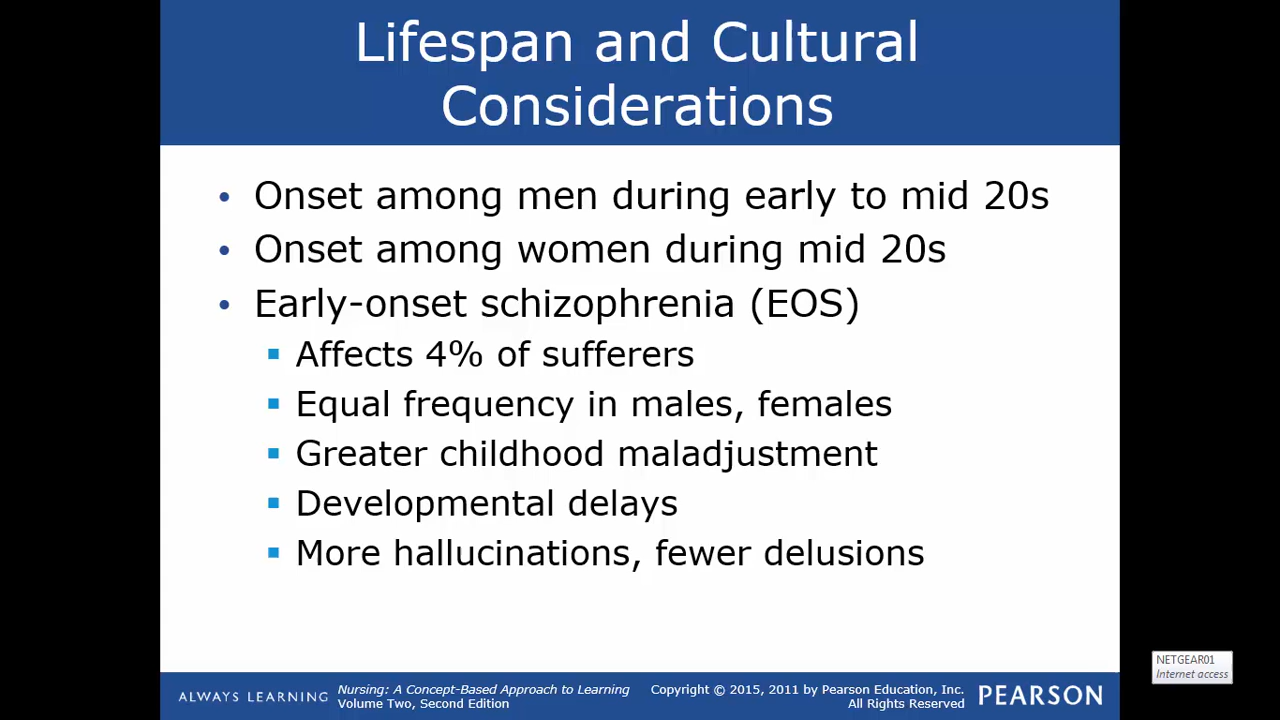 Lifespan and Cultural
Considerations
• Onset among men during early to mid 20s
• Onset among women during mid 20s
• Early-onset schizophrenia (EOS)
▪ Affects 4% of sufferers
▪ Equal frequency in males, females
▪ Greater childhood maladjustment
▪ Developmental delays
▪ More hallucinations, fewer delusions
NETGEAR01
Internet access
ALWAYS LEARNING
Nursing: A Concept-Based Approach to Learning
Volume Two, Second Edition
Copyright © 2015, 2011 by Pearson Education, Inc.
All Rights Reserved
PEARSON